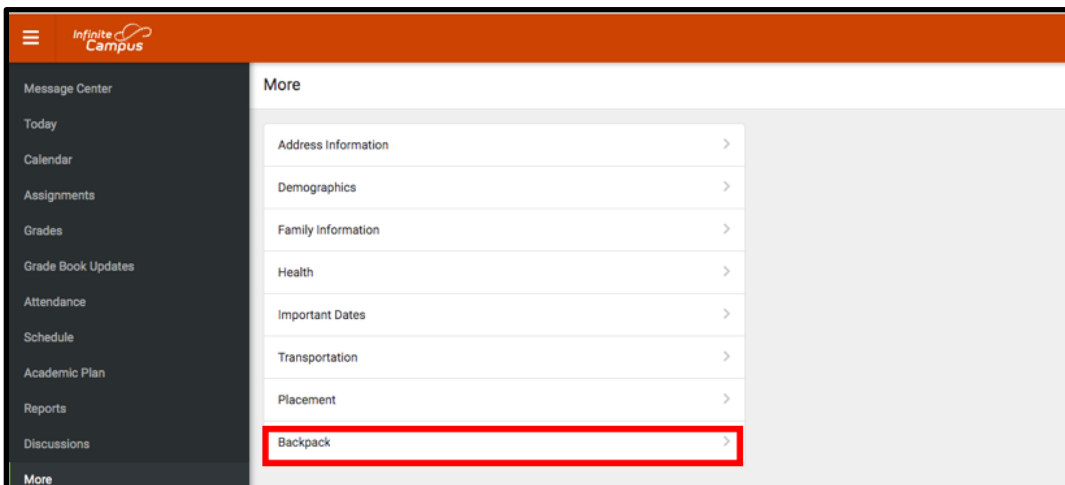 Infinite
Campus
Message Center
Today
Calendar
Assignments
Grades
Grade Book Updates
Attendance
Schedule
Academic Plan
Reports
Discussions
More
More
Address Information
Demographics
Family Information
Health
Important Dates
Transportation
Placement
Backpack